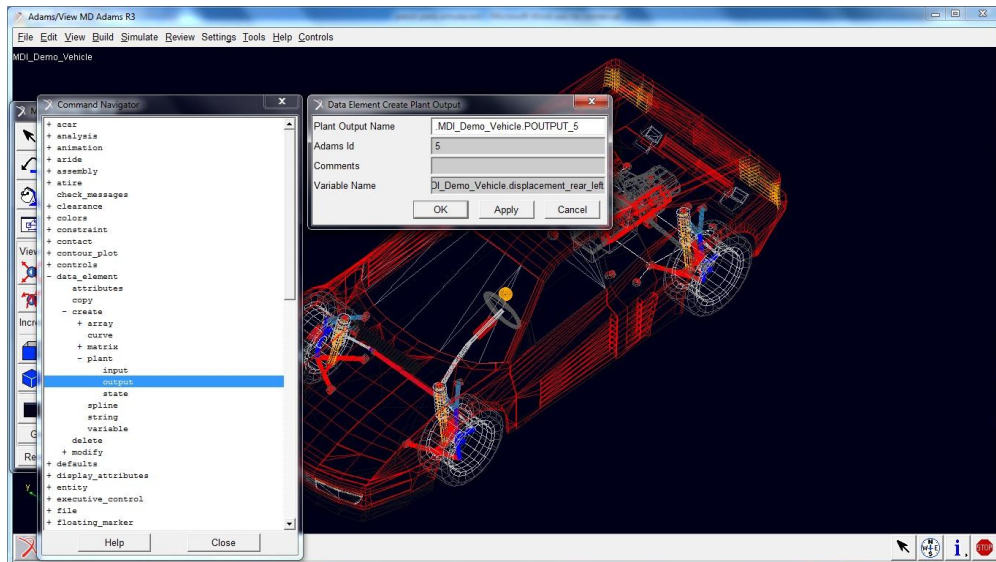 Adams/View MD Adams R3
File Edit View Build Simulate Review Settings Tools Help Controls
MDI_Demo_Vehicle
Command Navigator
x
+ acar
+ analysis
+ animation
+ aride
+ assembly
+ atire
check_messages
+ clearance
+ colors
+ constraint
+ contact
+ contour_plot
+ controls
- data_element
attributes
copy
- create
+ array
curve
+ matrix
- plant
input
output
state
spline
string
variable
delete
+ modify
+ defaults
+ display_attributes
+ entity
+ executive_control
+ file
+ floating_marker
Help Close
Data Element Create Plant Output
x
Plant Output Name .MDI_Demo_Vehicle.POUTPUT_5
Adams Id 5
Comments
Variable Name DI_Demo_Vehicle.displacement_rear_left
OK Apply Cancel
M
View
Incre
G
Re
y
N
W E
S
i
STOP